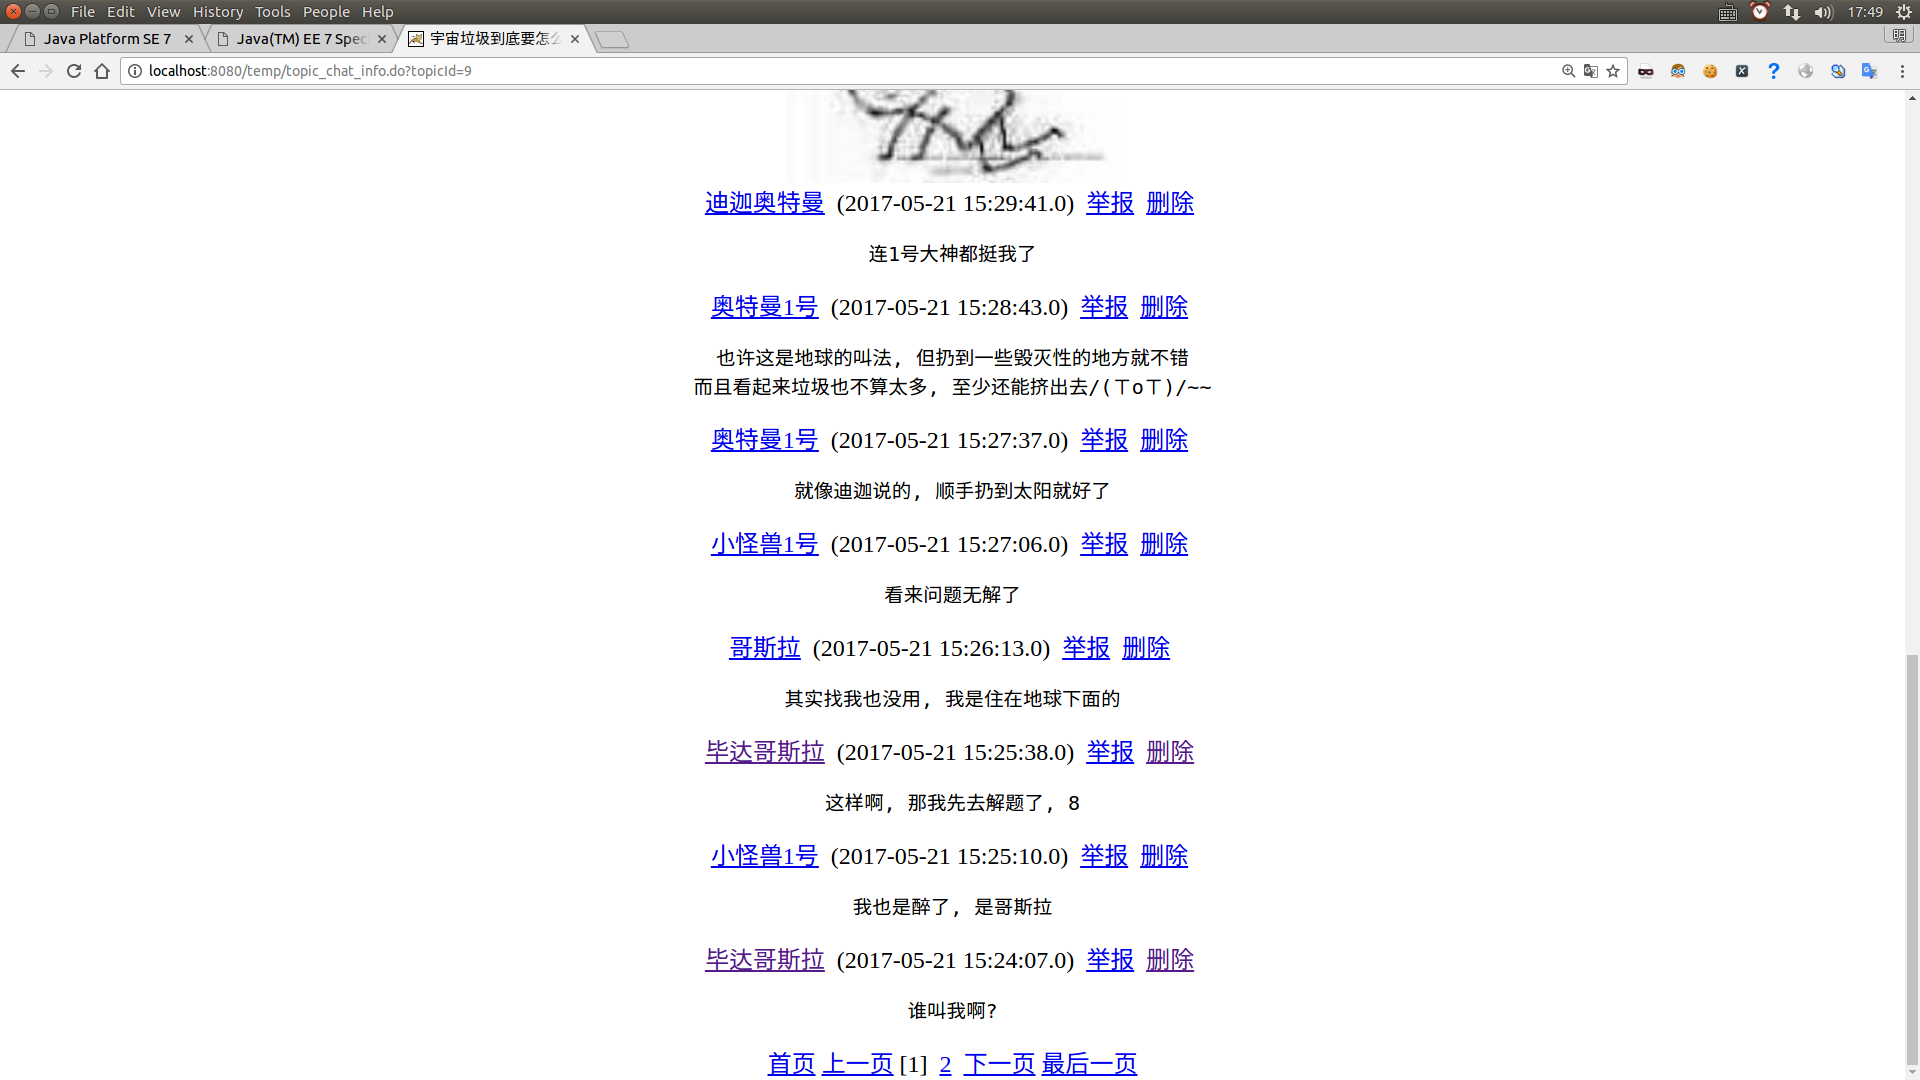 File Edit View History Tools People Help
17:49
Java Platform SE 7
Java(TM) EE 7 Spec
宇宙垃圾到底要怎么
localhost:8080/temp/topic_chat_info.do?topicId=9
迪迦奥特曼 (2017-05-21 15:29:41.0) 举报 删除
连1号大神都挺我了
奥特曼1号 (2017-05-21 15:28:43.0) 举报 删除
也许这是地球的叫法, 但扔到一些毁灭性的地方就不错
而且看起来垃圾也不算太多, 至少还能挤出去/(ㄒoㄒ)/~~
奥特曼1号 (2017-05-21 15:27:37.0) 举报 删除
就像迪迦说的, 顺手扔到太阳就好了
小怪兽1号 (2017-05-21 15:27:06.0) 举报 删除
看来问题无解了
哥斯拉 (2017-05-21 15:26:13.0) 举报 删除
其实找我也没用, 我是住在地球下面的
毕达哥斯拉 (2017-05-21 15:25:38.0) 举报 删除
这样啊, 那我先去解题了, 8
小怪兽1号 (2017-05-21 15:25:10.0) 举报 删除
我也是醉了, 是哥斯拉
毕达哥斯拉 (2017-05-21 15:24:07.0) 举报 删除
谁叫我啊?
首页 上一页 [1] 2 下一页 最后一页